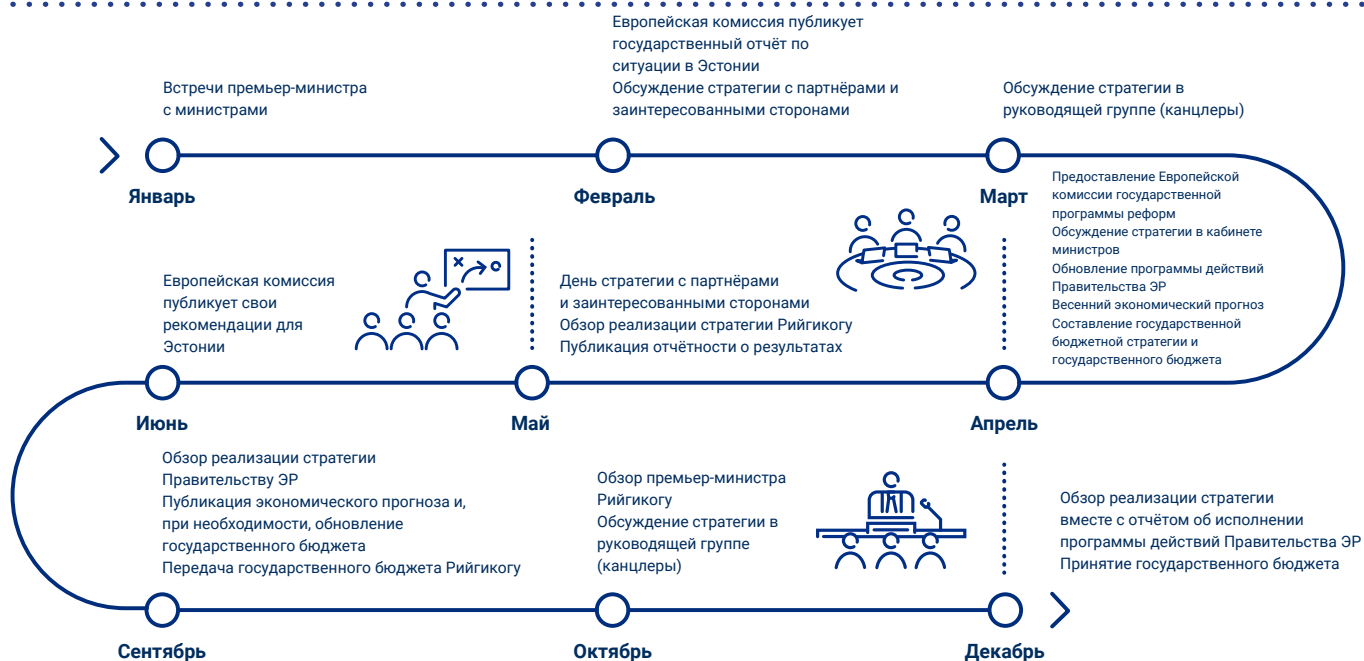 Встречи премьер-министра
с министрами
Январь
Европейская комиссия публикует
государственный отчёт по
ситуации в Эстонии
Обсуждение стратегии с партнёрами и
заинтересованными сторонами
Февраль
Обсуждение стратегии в
руководящей группе (канцлеры)
Март
Предоставление Европейской
комиссии государственной
программы реформ
Обсуждение стратегии в кабинете
министров
Обновление программы действий
Правительства ЭР
Весенний экономический прогноз
Составление государственной
бюджетной стратегии и
государственного бюджета
Апрель
День стратегии с партнёрами
и заинтересованными сторонами
Обзор реализации стратегии Рийгикогу
Публикация отчётности о результатах
Май
Европейская комиссия
публикует свои
рекомендации для
Эстонии
Июнь
Обзор реализации стратегии
Правительству ЭР
Публикация экономического прогноза и,
при необходимости, обновление
государственного бюджета
Передача государственного бюджета Рийгикогу
Сентябрь
Обзор премьер-министра
Рийгикогу
Обсуждение стратегии в
руководящей группе
(канцлеры)
Октябрь
Обзор реализации стратегии
вместе с отчётом об исполнении
программы действий Правительства ЭР
Принятие государственного бюджета
Декабрь